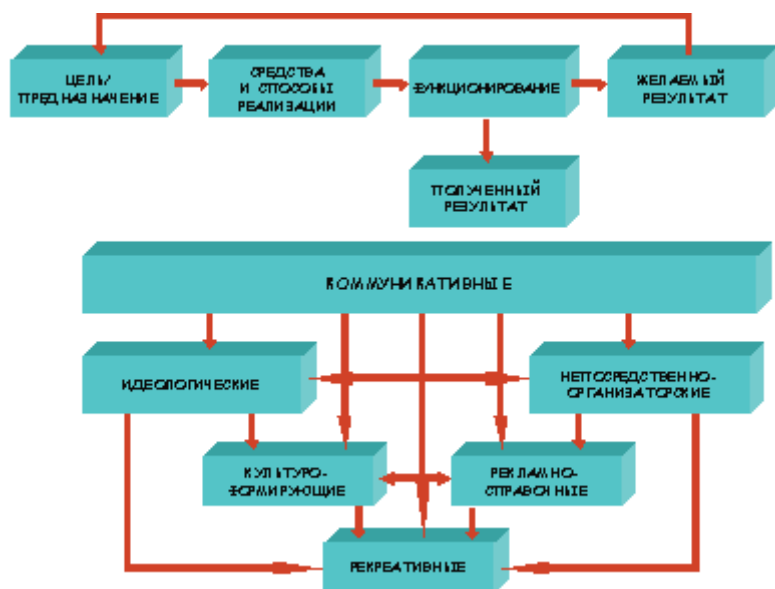 ЦЕЛЬ/
ПРЕДНАЗНАЧЕНИЕ
СРЕДСТВА
И СПОСОБЫ
РЕАЛИЗАЦИИ
ФУНКЦИОНИРОВАНИЕ
ЖЕЛАЕМЫЙ
РЕЗУЛЬТАТ
ПОЛУЧЕННЫЙ
РЕЗУЛЬТАТ
КОММУНИКАТИВНЫЕ
ИДЕОЛОГИЧЕСКИЕ
НЕПОСРЕДСТВЕННО-
ОРГАНИЗАТОРСКИЕ
КУЛЬТУРО-
ФОРМИРУЮЩИЕ
РЕКЛАМНО-
СПРАВОЧНЫЕ
РЕКРЕАТИВНЫЕ